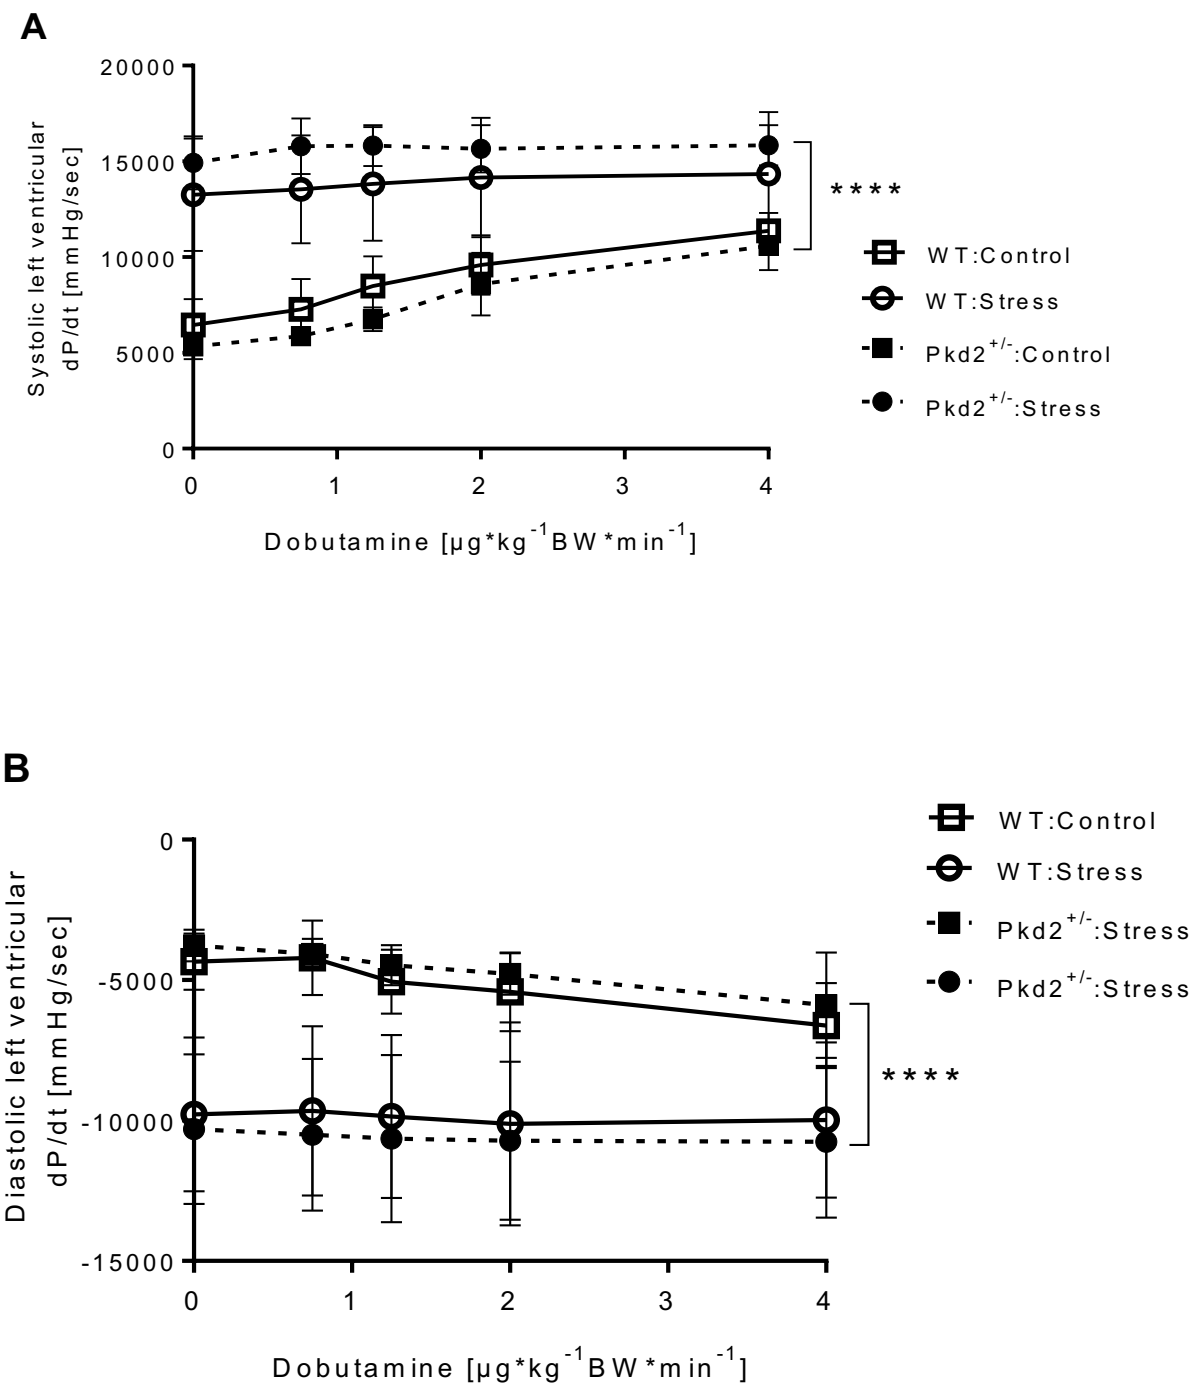 A
20000
15000
10000
5000
0
Systolic left ventricular
dP/dt [mmHg/sec]
0 1 2 3 4
Dobutamine [µg*kg⁻¹BW*min⁻¹]
****
WT:Control
WT:Stress
Pkd2⁺/⁻:Control
Pkd2⁺/⁻:Stress
B
0
-5000
-10000
-15000
Diastolic left ventricular
dP/dt [mmHg/sec]
0 1 2 3 4
Dobutamine [µg*kg⁻¹BW*min⁻¹]
****
WT:Control
WT:Stress
Pkd2⁺/⁻:Stress
Pkd2⁺/⁻:Stress